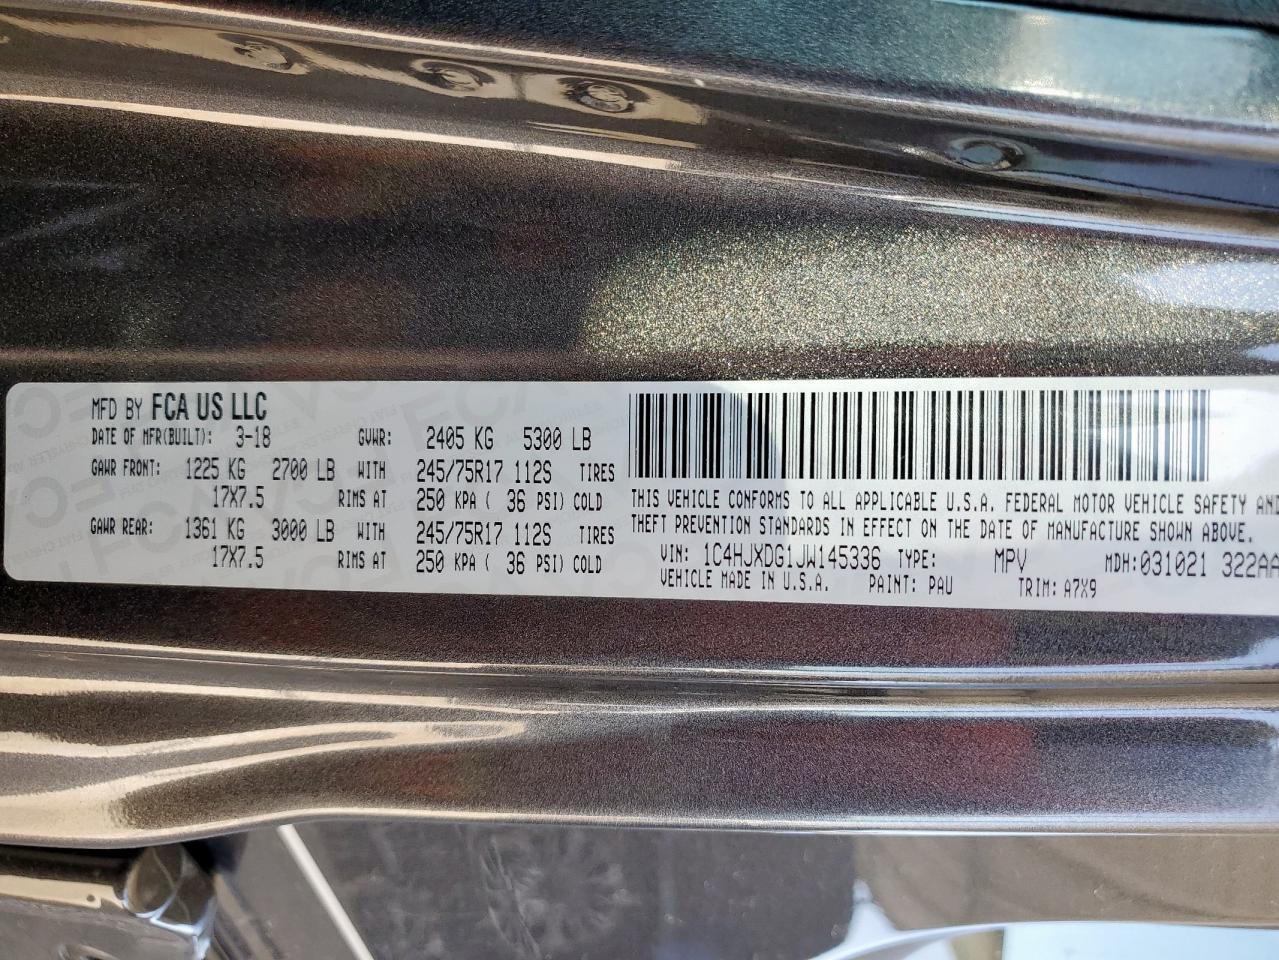 MFD BY FCA US LLC
DATE OF MFR(BUILT): 3-18 GVWR: 2405 KG 5300 LB
GAWR FRONT: 1225 KG 2700 LB WITH 245/75R17 112S TIRES
17X7.5 RIMS AT 250 KPA ( 36 PSI) COLD
GAWR REAR: 1361 KG 3000 LB WITH 245/75R17 112S TIRES
17X7.5 RIMS AT 250 KPA ( 36 PSI) COLD
THIS VEHICLE CONFORMS TO ALL APPLICABLE U.S.A. FEDERAL MOTOR VEHICLE SAFETY AND
THEFT PREVENTION STANDARDS IN EFFECT ON THE DATE OF MANUFACTURE SHOWN ABOVE.
VIN: 1C4HJXDG1JW145336 TYPE: MPV MDH:031021 322AA
VEHICLE MADE IN U.S.A. PAINT: PAU TRIM: A7X9